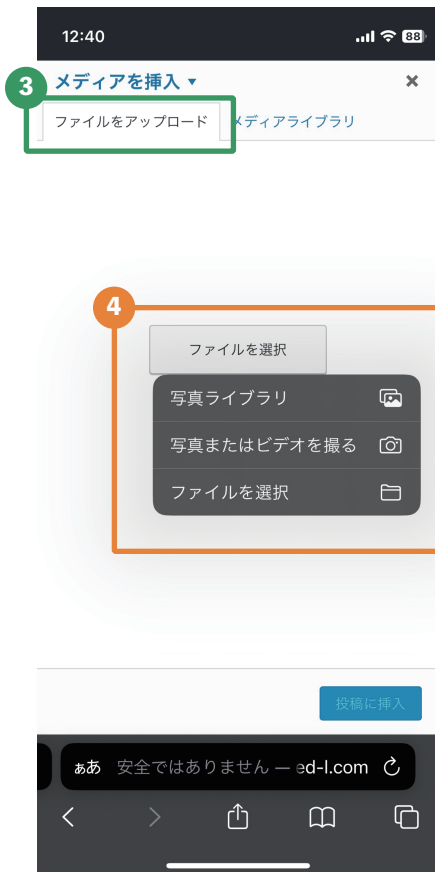 12:40
88
3
メディアを挿入
ファイルをアップロード
メディアライブラリ
4
ファイルを選択
写真ライブラリ
写真またはビデオを撮る
ファイルを選択
投稿に挿入
ぁあ 安全ではありません — ed-l.com